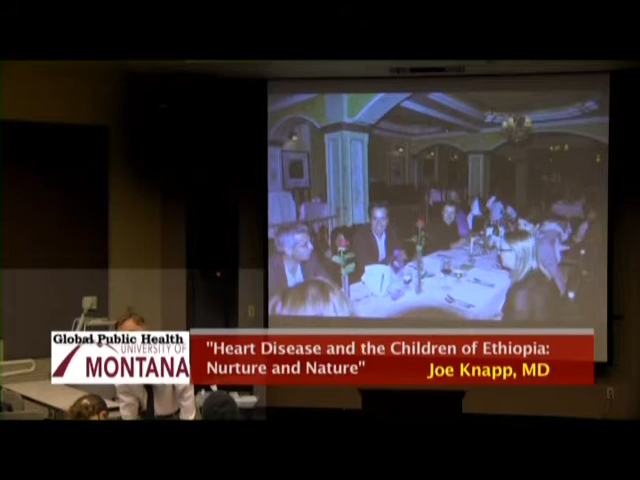 Global Public Health
UNIVERSITY OF
MONTANA
"Heart Disease and the Children of Ethiopia:
Nurture and Nature"
Joe Knapp, MD